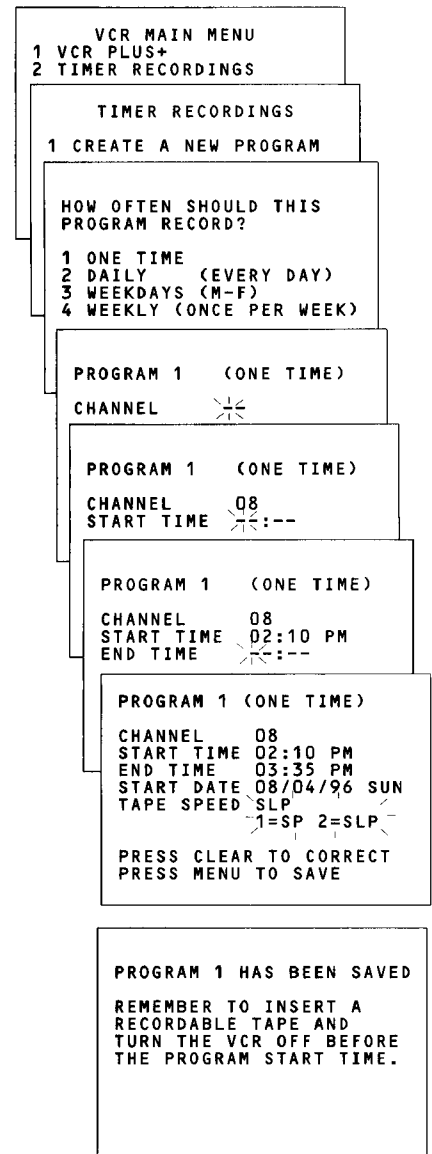 VCR MAIN MENU
1 VCR PLUS+
2 TIMER RECORDINGS
TIMER RECORDINGS
1 CREATE A NEW PROGRAM
HOW OFTEN SHOULD THIS
PROGRAM RECORD?
1 ONE TIME
2 DAILY (EVERY DAY)
3 WEEKDAYS (M-F)
4 WEEKLY (ONCE PER WEEK)
PROGRAM 1 (ONE TIME)
CHANNEL --
PROGRAM 1 (ONE TIME)
CHANNEL 08
START TIME --:--
PROGRAM 1 (ONE TIME)
CHANNEL 08
START TIME 02:10 PM
END TIME --:--
PROGRAM 1 (ONE TIME)
CHANNEL 08
START TIME 02:10 PM
END TIME 03:35 PM
START DATE 08/04/96 SUN
TAPE SPEED SLP
1=SP 2=SLP
PRESS CLEAR TO CORRECT
PRESS MENU TO SAVE
PROGRAM 1 HAS BEEN SAVED
REMEMBER TO INSERT A
RECORDABLE TAPE AND
TURN THE VCR OFF BEFORE
THE PROGRAM START TIME.